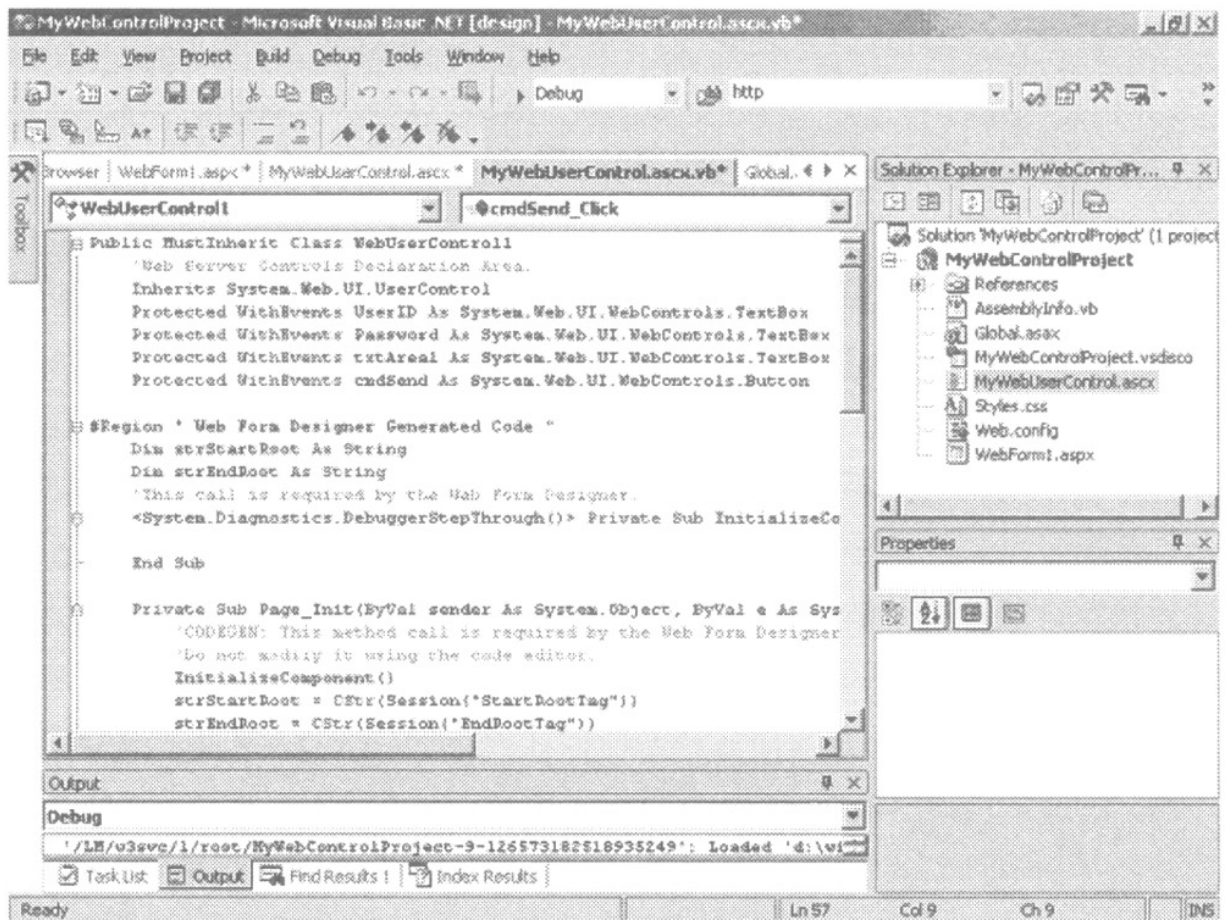 MyWebControlProject - Microsoft Visual Basic .NET [design] - MyWebUserControl.ascx.vb*
File Edit View Project Build Debug Tools Window Help
Debug http
Toolbox
Browser WebForm1.aspx* MyWebUserControl.ascx* MyWebUserControl.ascx.vb* Global.
WebUserControl1 cmdSend_Click
Public MustInherit Class WebUserControl1
'Web Server Controls Declaration Area.
Inherits System.Web.UI.UserControl
Protected WithEvents UserID As System.Web.UI.WebControls.TextBox
Protected WithEvents Password As System.Web.UI.WebControls.TextBox
Protected WithEvents txtArea1 As System.Web.UI.WebControls.TextBox
Protected WithEvents cmdSend As System.Web.UI.WebControls.Button
#Region " Web Form Designer Generated Code "
Dim strStartRoot As String
Dim strEndRoot As String
'This call is required by the Web Form Designer.
<System.Diagnostics.DebuggerStepThrough()> Private Sub InitializeCo
End Sub
Private Sub Page_Init(ByVal sender As System.Object, ByVal e As Sys
'CODEGEN: This method call is required by the Web Form Designer
'Do not modify it using the code editor.
InitializeComponent()
strStartRoot = CStr(Session("StartRootTag"))
strEndRoot = CStr(Session("EndRootTag"))
Solution Explorer - MyWebControlPr...
Solution 'MyWebControlProject' (1 project
MyWebControlProject
References
AssemblyInfo.vb
Global.asax
MyWebControlProject.vsdisco
MyWebUserControl.ascx
Styles.css
Web.config
WebForm1.aspx
Properties
Output
Debug
'/LM/w3svc/1/root/MyWebControlProject-9-126573182518935249': Loaded 'd:\wi
Task List Output Find Results 1 Index Results
Ready Ln 57 Col 9 Ch 9 INS